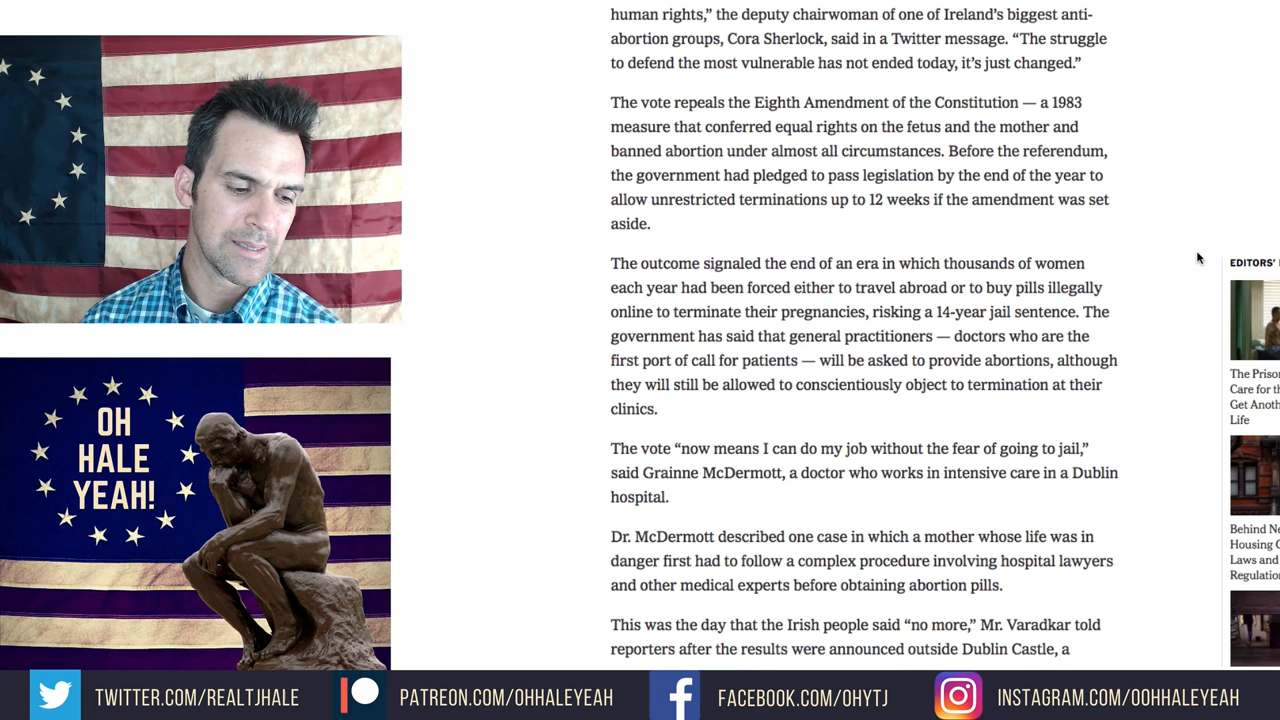 human rights,” the deputy chairwoman of one of Ireland’s biggest anti-
abortion groups, Cora Sherlock, said in a Twitter message. “The struggle
to defend the most vulnerable has not ended today, it’s just changed.”
The vote repeals the Eighth Amendment of the Constitution — a 1983
measure that conferred equal rights on the fetus and the mother and
banned abortion under almost all circumstances. Before the referendum,
the government had pledged to pass legislation by the end of the year to
allow unrestricted terminations up to 12 weeks if the amendment was set
aside.
The outcome signaled the end of an era in which thousands of women
each year had been forced either to travel abroad or to buy pills illegally
online to terminate their pregnancies, risking a 14-year jail sentence. The
government has said that general practitioners — doctors who are the
first port of call for patients — will be asked to provide abortions, although
they will still be allowed to conscientiously object to termination at their
clinics.
The vote “now means I can do my job without the fear of going to jail,”
said Grainne McDermott, a doctor who works in intensive care in a Dublin
hospital.
Dr. McDermott described one case in which a mother whose life was in
danger first had to follow a complex procedure involving hospital lawyers
and other medical experts before obtaining abortion pills.
This was the day that the Irish people said “no more,” Mr. Varadkar told
reporters after the results were announced outside Dublin Castle, a
EDITORS’
The
Care for
Get
Life
Behind
Housing
Laws and
OH
HALE
YEAH!
TWITTER.COM/REALTJHALE
PATREON.COM/OHHALEYEAH
FACEBOOK.COM/OHYTJ
INSTAGRAM.COM/OOHHALEYEAH